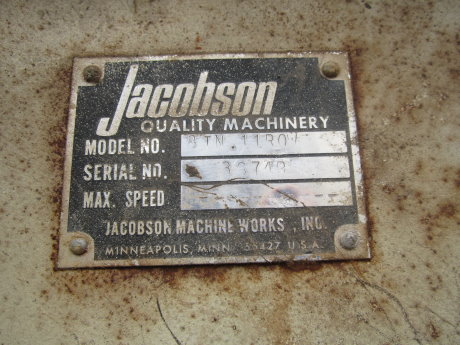 Jacobson
QUALITY MACHINERY
MODEL NO.
SERIAL NO.
MAX. SPEED
JACOBSON MACHINE WORKS, INC.
MINNEAPOLIS, MINN. 55427 U.S.A.